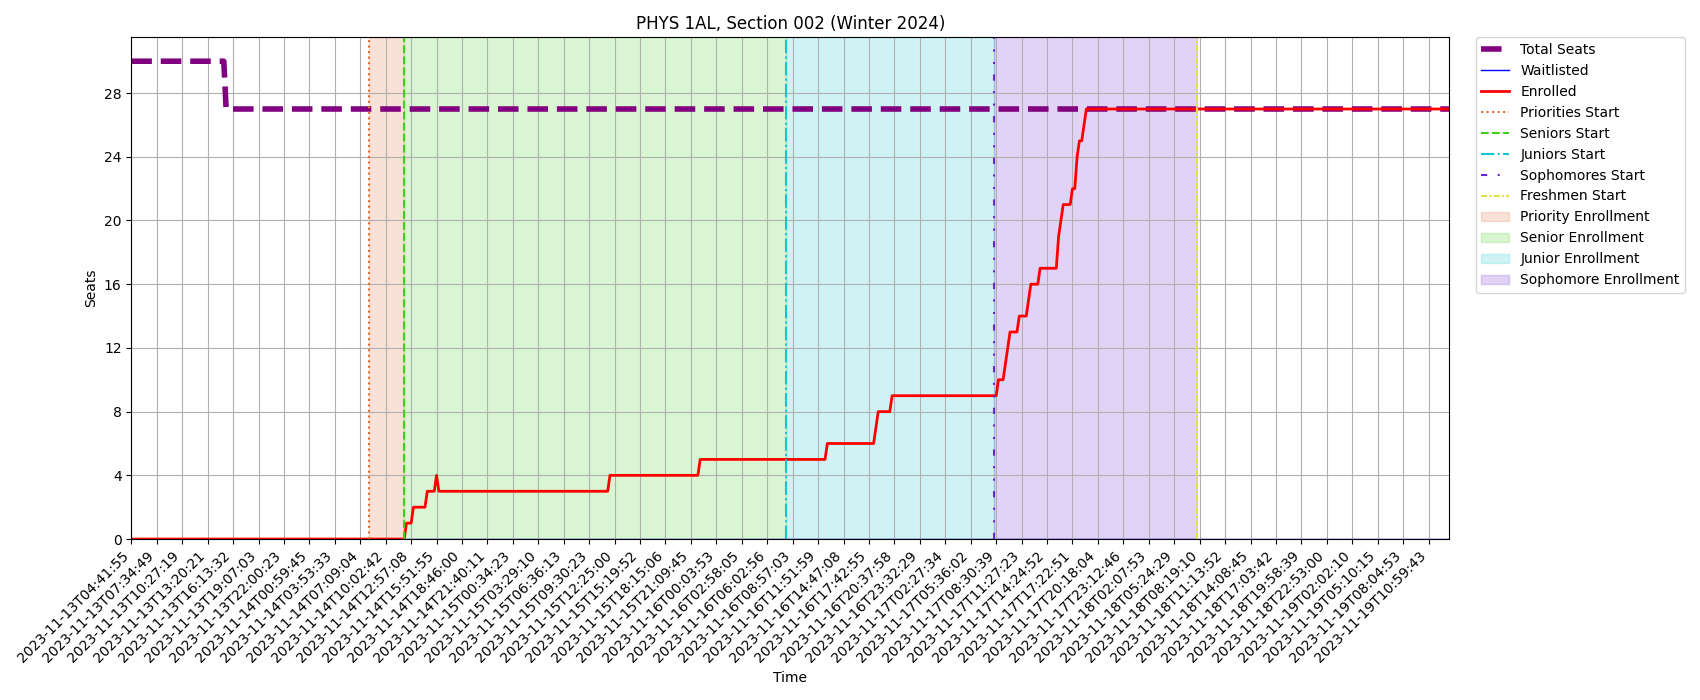 PHYS 1AL, Section 002 (Winter 2024)
Total Seats
Waitlisted
Enrolled
Priorities Start
Seniors Start
Juniors Start
Sophomores Start
Freshmen Start
Priority Enrollment
Senior Enrollment
Junior Enrollment
Sophomore Enrollment
Seats
28
24
20
16
12
8
4
0
2023-11-13T04:41:55
2023-11-13T07:34:49
2023-11-13T10:27:19
2023-11-13T13:20:21
2023-11-13T16:13:32
2023-11-13T19:07:03
2023-11-13T22:00:23
2023-11-14T00:59:45
2023-11-14T03:53:33
2023-11-14T07:09:04
2023-11-14T10:02:42
2023-11-14T12:57:08
2023-11-14T15:51:55
2023-11-14T18:46:00
2023-11-14T21:40:11
2023-11-15T00:34:23
2023-11-15T03:29:10
2023-11-15T06:36:13
2023-11-15T09:30:23
2023-11-15T12:25:00
2023-11-15T15:19:52
2023-11-15T18:15:06
2023-11-15T21:09:45
2023-11-16T00:03:53
2023-11-16T02:58:05
2023-11-16T06:02:56
2023-11-16T08:57:03
2023-11-16T11:51:59
2023-11-16T14:47:08
2023-11-16T17:42:55
2023-11-16T20:37:58
2023-11-16T23:32:29
2023-11-17T02:27:34
2023-11-17T05:36:02
2023-11-17T08:30:39
2023-11-17T11:27:23
2023-11-17T14:24:52
2023-11-17T17:22:51
2023-11-17T20:18:04
2023-11-17T23:12:46
2023-11-18T02:07:53
2023-11-18T05:24:29
2023-11-18T08:19:10
2023-11-18T11:13:52
2023-11-18T14:08:45
2023-11-18T17:03:42
2023-11-18T19:58:39
2023-11-18T22:53:00
2023-11-19T02:02:10
2023-11-19T05:10:15
2023-11-19T08:04:53
2023-11-19T10:59:43
Time